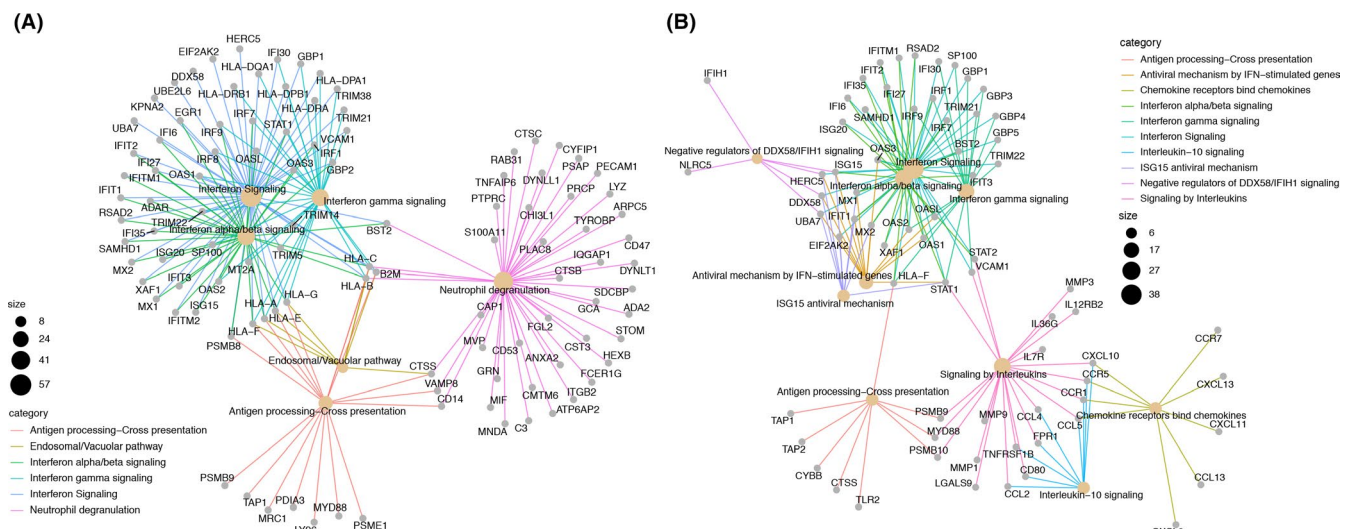 (A)
HERC5
EIF2AK2
IFI30
GBP1
HLA-DQA1
DDX58
HLA-DPA1
UBE2L6
HLA-DRB1
HLA-DPB1
TRIM38
KPNA2
EGR1
HLA-DRA
IRF7
TRIM21
UBA7
IFI6
IRF9
STAT1
VCAM1
IFIT2
IRF8
OASL
IRF1
IFI27
OAS3
GBP2
IFITM1
OAS1
IFIT1
Interferon Signaling
Interferon gamma signaling
RSAD2
ADAR
TRIM22
TRIM14
IFI35
Interferon alpha/beta signaling
BST2
SAMHD1
ISG20
SP100
TRIM5
HLA-C
MX2
MT2A
B2M
XAF1
IFIT3
OAS2
HLA-B
MX1
ISG15
HLA-A
HLA-G
IFITM2
HLA-E
HLA-F
PSMB8
Endosomal/Vacuolar pathway
CTSS
VAMP8
CD14
Antigen processing-Cross presentation
PSMB9
TAP1
PDIA3
MRC1
MYD88
PSME1
CTSC
RAB31
CYFIP1
PSAP
PECAM1
TNFAIP6
DYNLL1
PTPRC
PRCP
LYZ
CHI3L1
ARPC5
TYROBP
S100A11
PLAC8
CD47
IQGAP1
CTSB
DYNLT1
Neutrophil degranulation
SDCBP
CAP1
GCA
ADA2
FGL2
STOM
MVP
CD53
CST3
ANXA2
HEXB
GRN
FCER1G
CMTM6
ITGB2
MIF
ATP6AP2
MNDA
C3
size
8
24
41
57
category
Antigen processing-Cross presentation
Endosomal/Vacuolar pathway
Interferon alpha/beta signaling
Interferon gamma signaling
Interferon Signaling
Neutrophil degranulation
(B)
IFITM1
RSAD2
SP100
IFIH1
IFIT2
IFI30
GBP1
IFI35
IFI27
IRF1
GBP3
IFI6
TRIM21
SAMHD1
IRF9
GBP4
ISG20
IRF7
GBP5
BST2
Negative regulators of DDX58/IFIH1 signaling
OAS3
TRIM22
NLRC5
ISG15
Interferon Signaling
HERC5
Interferon alpha/beta signaling
IFIT3
DDX58
MX1
Interferon gamma signaling
UBA7
IFIT1
OASL
MX2
OAS2
EIF2AK2
XAF1
OAS1
STAT2
VCAM1
Antiviral mechanism by IFN-stimulated genes
HLA-F
STAT1
ISG15 antiviral mechanism
MMP3
IL12RB2
IL36G
IL7R
CXCL10
CCR7
Signaling by Interleukins
CCR5
CXCL13
Antigen processing-Cross presentation
CCR1
PSMB9
MMP9
CCL4
Chemokine receptors bind chemokines
TAP1
MYD88
CCL5
CXCL11
TAP2
FPR1
PSMB10
TNFRSF1B
CYBB
MMP1
CD80
CTSS
LGALS9
CCL2
Interleukin-10 signaling
CCL13
TLR2
category
Antigen processing-Cross presentation
Antiviral mechanism by IFN-stimulated genes
Chemokine receptors bind chemokines
Interferon alpha/beta signaling
Interferon gamma signaling
Interferon Signaling
Interleukin-10 signaling
ISG15 antiviral mechanism
Negative regulators of DDX58/IFIH1 signaling
Signaling by Interleukins
size
6
17
27
38